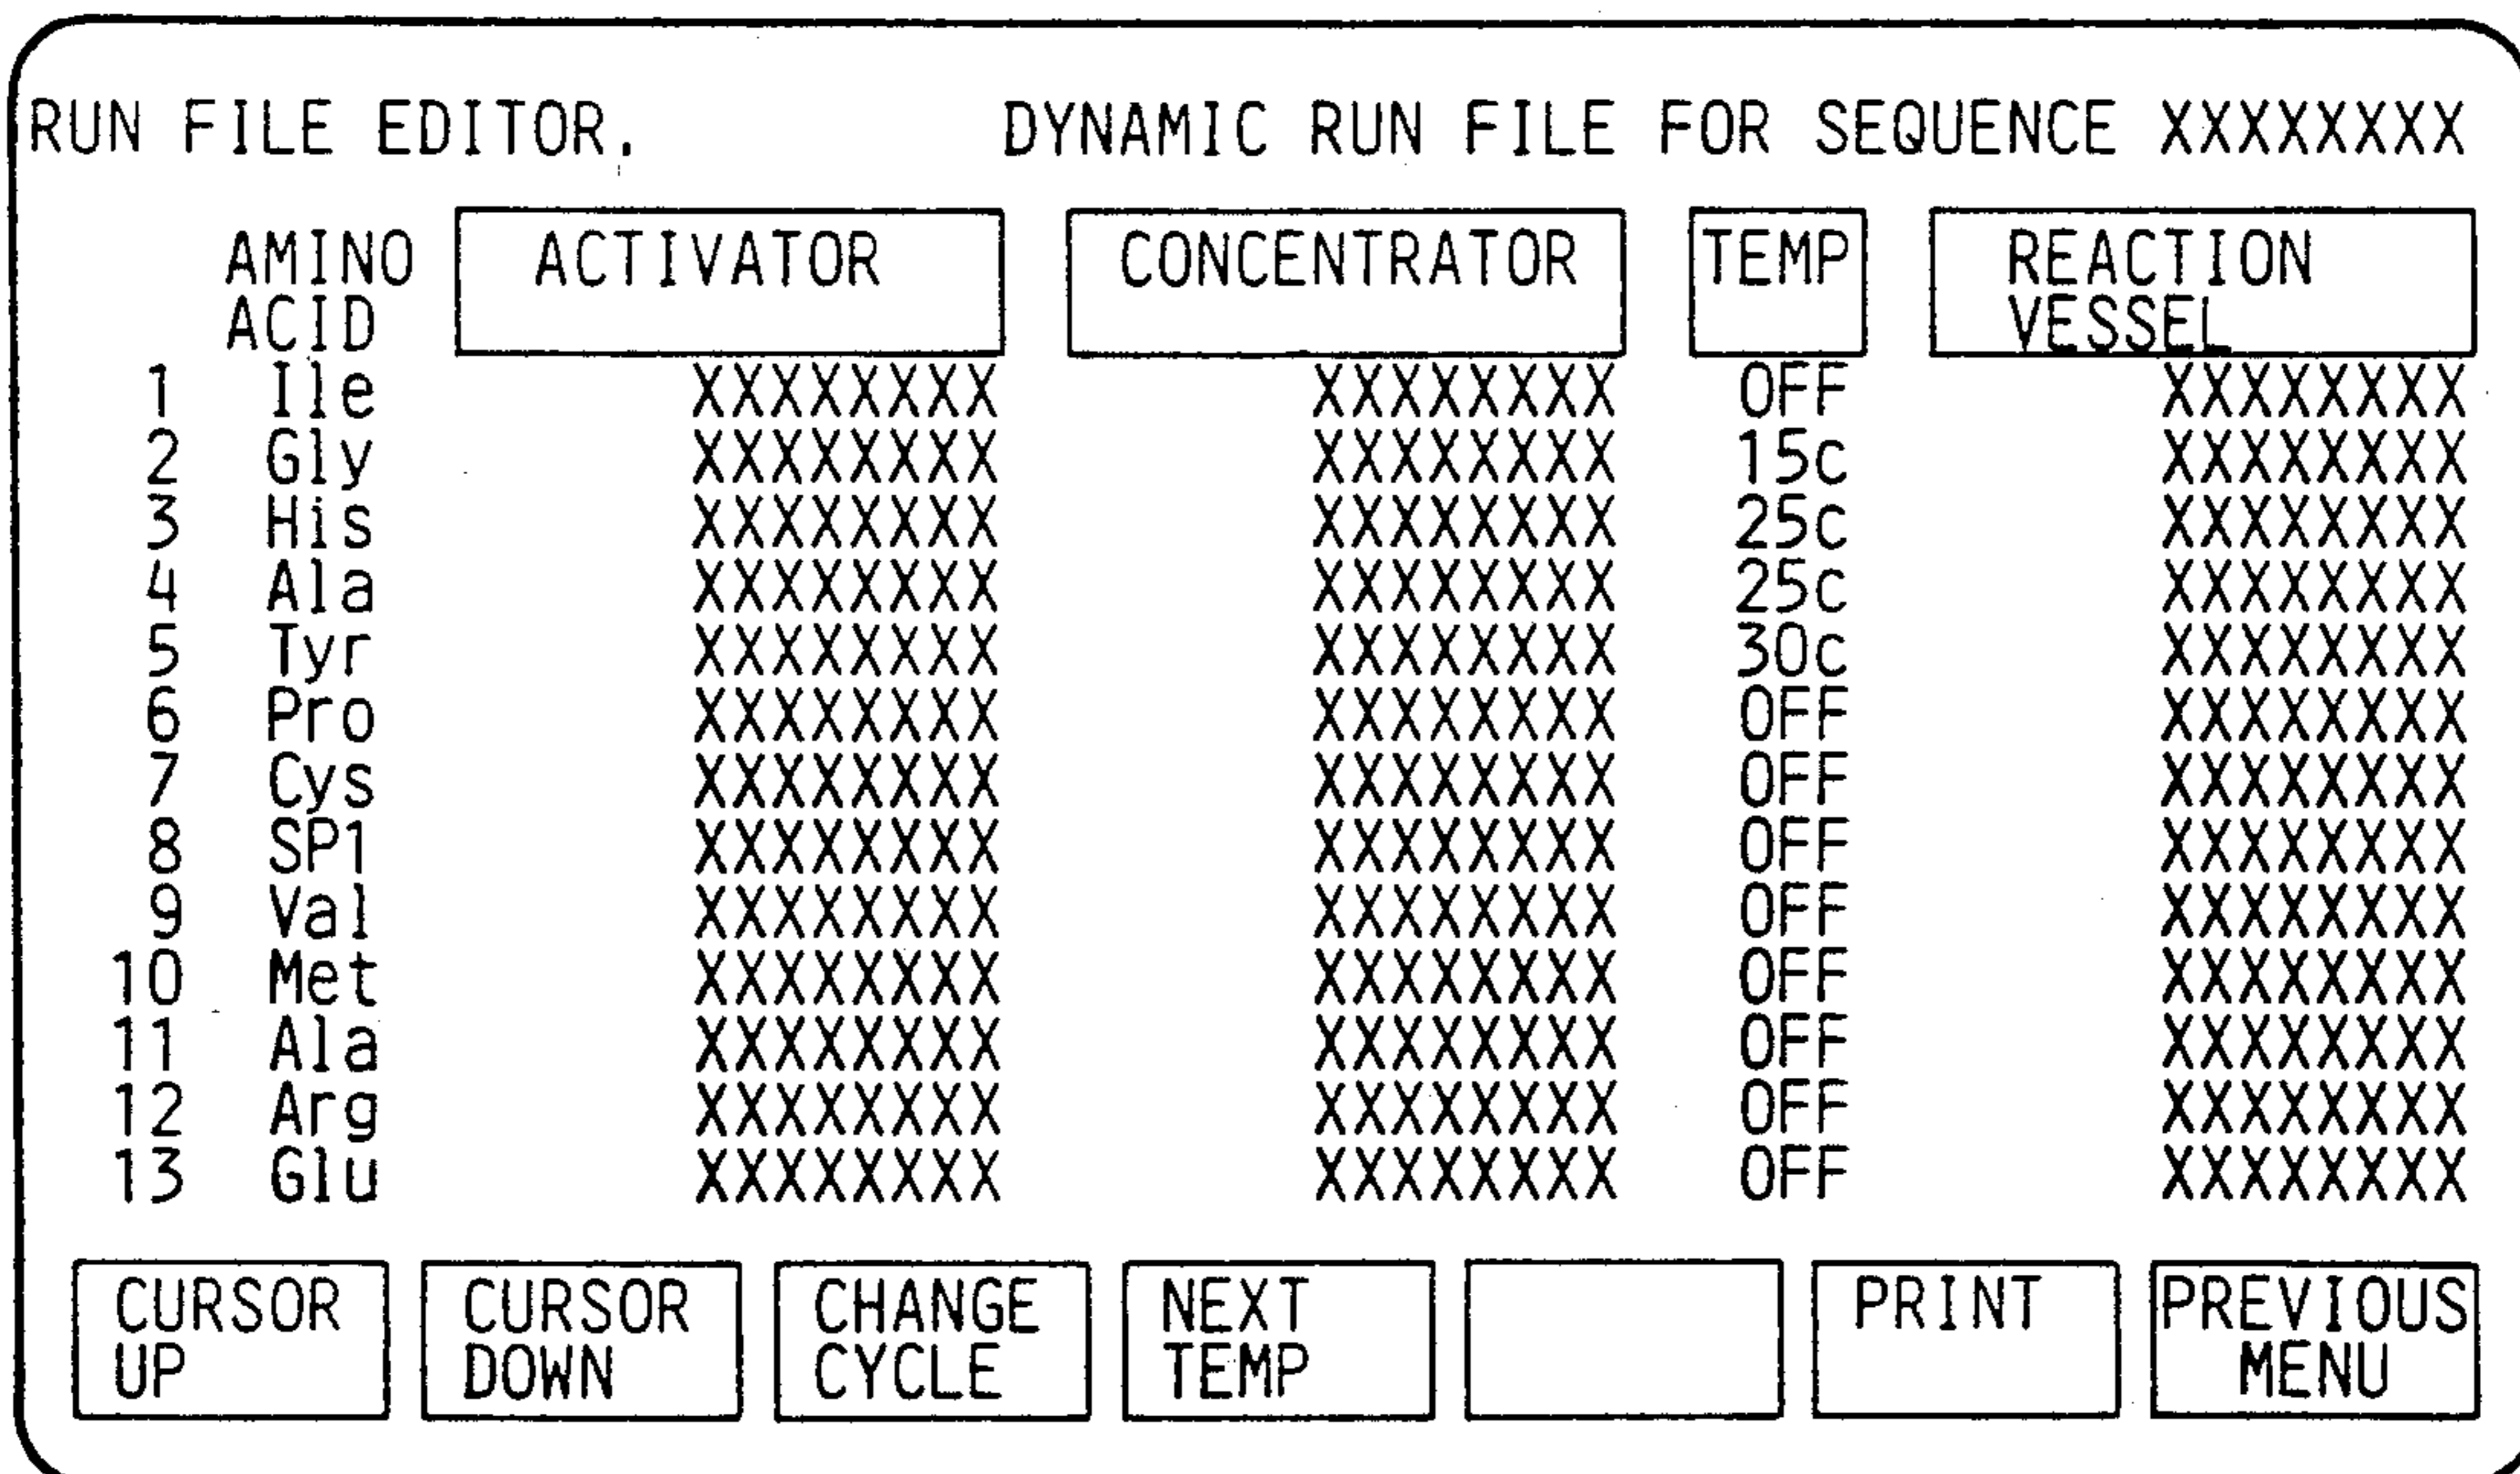 RUN FILE EDITOR. DYNAMIC RUN FILE FOR SEQUENCE XXXXXXXX
AMINO ACTIVATOR CONCENTRATOR TEMP REACTION
ACID VESSEL
1 Ile XXXXXXXX XXXXXXXX OFF XXXXXXXX
2 Gly XXXXXXXX XXXXXXXX 15c XXXXXXXX
3 His XXXXXXXX XXXXXXXX 25c XXXXXXXX
4 Ala XXXXXXXX XXXXXXXX 25c XXXXXXXX
5 Tyr XXXXXXXX XXXXXXXX 30c XXXXXXXX
6 Pro XXXXXXXX XXXXXXXX OFF XXXXXXXX
7 Cys XXXXXXXX XXXXXXXX OFF XXXXXXXX
8 SP1 XXXXXXXX XXXXXXXX OFF XXXXXXXX
9 Val XXXXXXXX XXXXXXXX OFF XXXXXXXX
10 Met XXXXXXXX XXXXXXXX OFF XXXXXXXX
11 Ala XXXXXXXX XXXXXXXX OFF XXXXXXXX
12 Arg XXXXXXXX XXXXXXXX OFF XXXXXXXX
13 Glu XXXXXXXX XXXXXXXX OFF XXXXXXXX
CURSOR CURSOR CHANGE NEXT PRINT PREVIOUS
UP DOWN CYCLE TEMP MENU